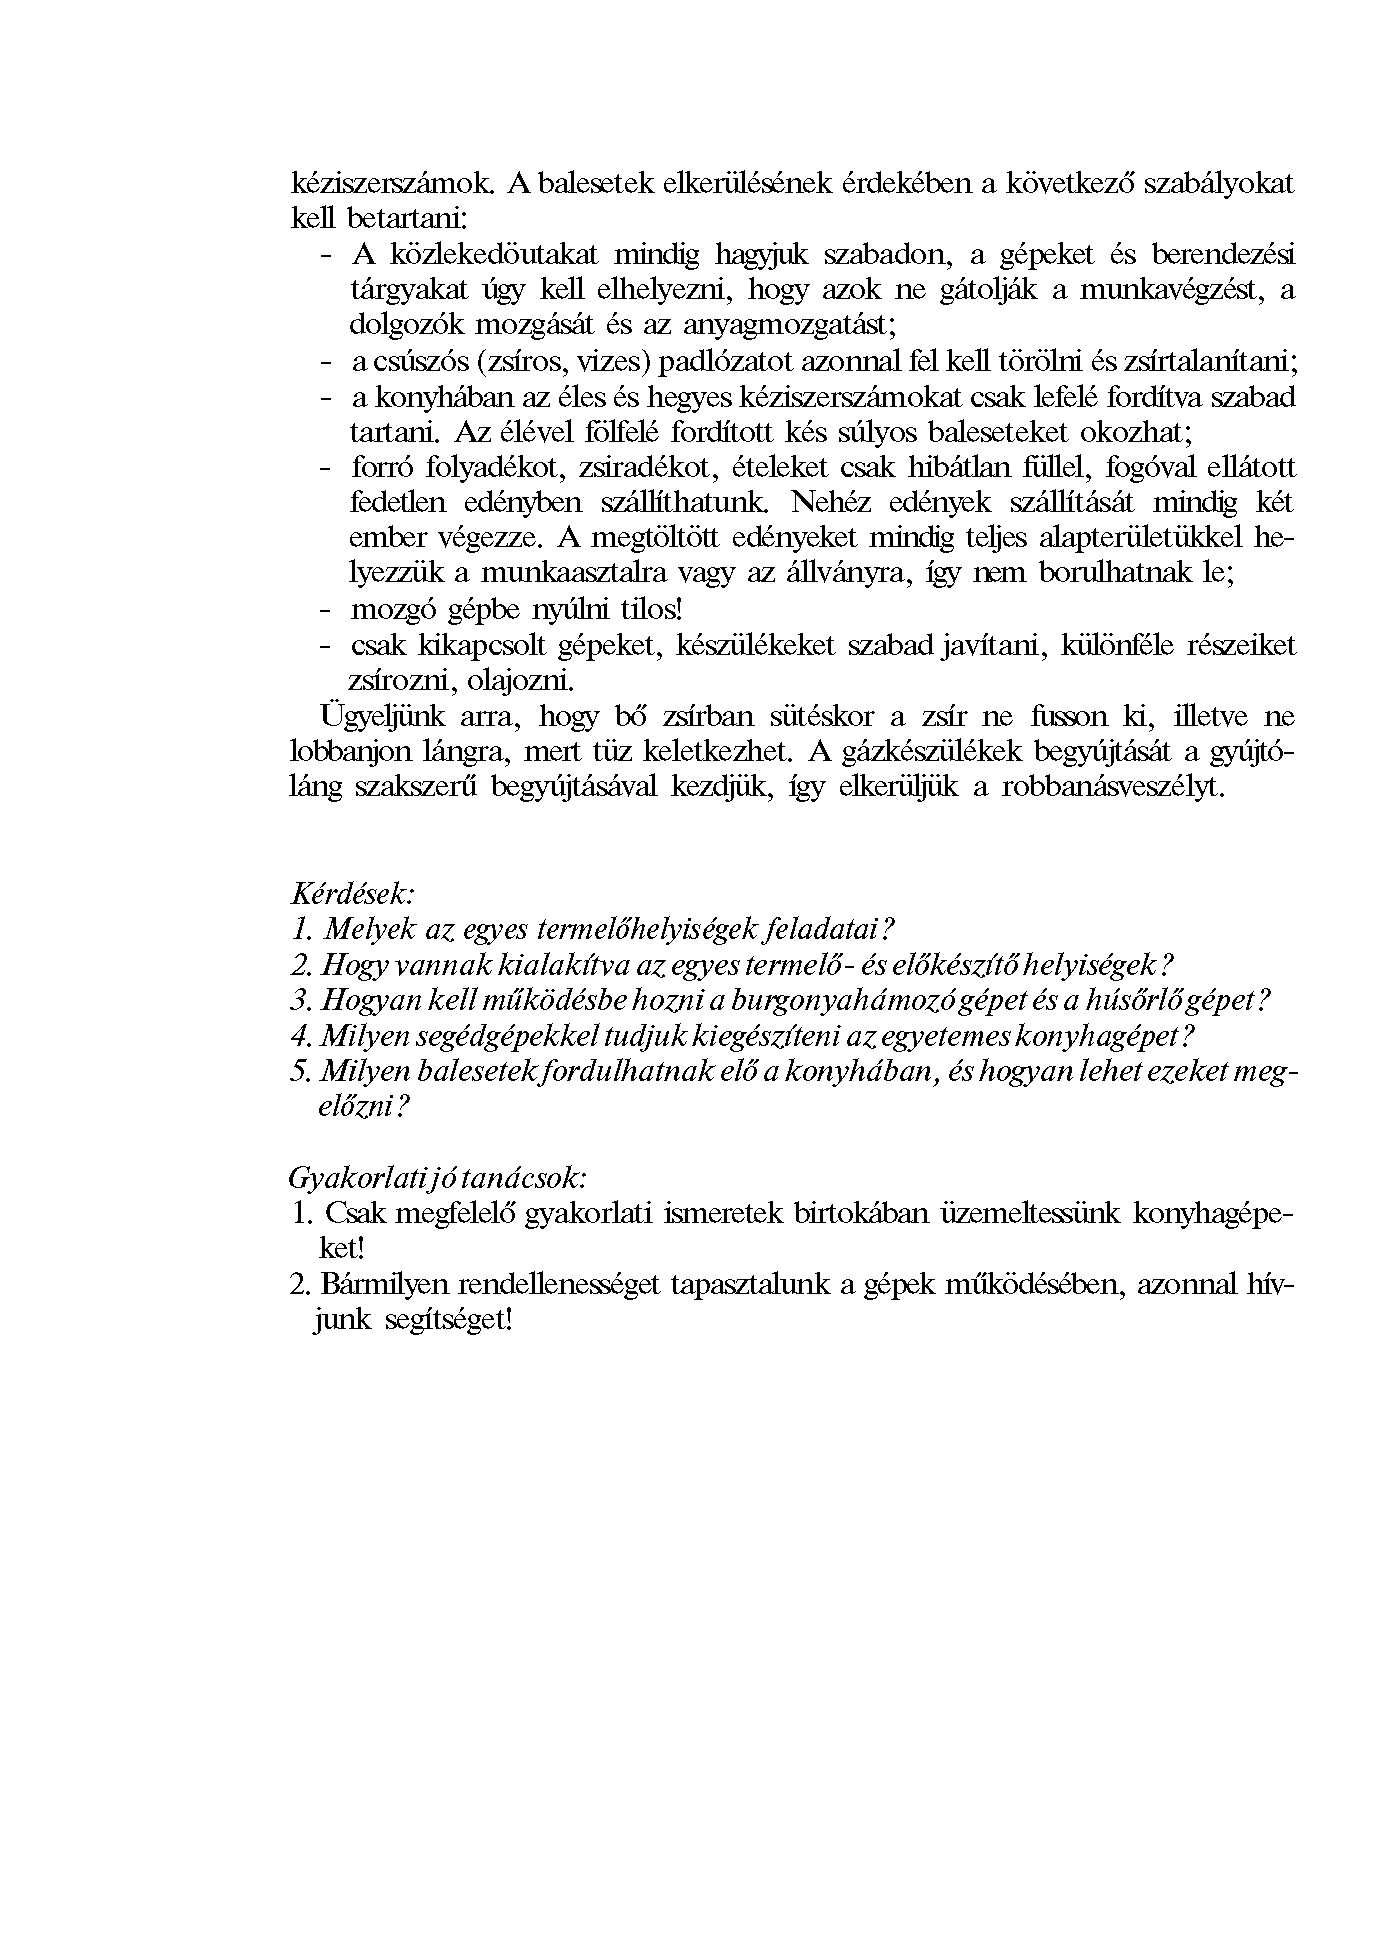 kéziszerszámok. A balesetek elkerülésének érdekében a következő szabályokat
kell betartani:
- A közlekedöutakat mindig hagyjuk szabadon, a gépeket és berendezési
tárgyakat úgy kell elhelyezni, hogy azok ne gátolják a munkavégzést, a
dolgozók mozgását és az anyagmozgatást;
- a csúszós (zsíros, vizes) padlózatot azonnal fel kell törölni és zsírtalanítani;
- a konyhában az éles és hegyes kéziszerszámokat csak lefelé fordítva szabad
tartani. Az élével fölfelé fordított kés súlyos baleseteket okozhat;
- forró folyadékot, zsiradékot, ételeket csak hibátlan füllel, fogóval ellátott
fedetlen edényben szállíthatunk. Nehéz edények szállítását mindig két
ember végezze. A megtöltött edényeket mindig teljes alapterületükkel he-
lyezzük a munkaasztalra vagy az állványra, így nem borulhatnak le;
- mozgó gépbe nyúlni tilos!
- csak kikapcsolt gépeket, készülékeket szabad javítani, különféle részeiket
zsírozni, olajozni.
Ügyeljünk arra, hogy bő zsírban sütéskor a zsír ne fusson ki, illetve ne
lobbanjon lángra, mert tüz keletkezhet. A gázkészülékek begyújtását a gyújtó-
láng szakszerű begyújtásával kezdjük, így elkerüljük a robbanásveszélyt.
Kérdések:
1. Melyek az egyes termelőhelyiségek feladatai?
2. Hogy vannak kialakítva az egyes termelő- és előkészítő helyiségek?
3. Hogyan kell működésbe hozni a burgonyahámozó gépet és a húsőrlő gépet?
4. Milyen segédgépekkel tudjuk kiegészíteni az egyetemes konyhagépet?
5. Milyen balesetek fordulhatnak elő a konyhában, és hogyan lehet ezeket meg-
előzni?
Gyakorlati jó tanácsok:
1. Csak megfelelő gyakorlati ismeretek birtokában üzemeltessünk konyhagépe-
ket!
2. Bármilyen rendellenességet tapasztalunk a gépek működésében, azonnal hív-
junk segítséget!